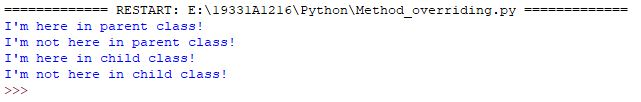 ============= RESTART: E:\19331A1216\Python\Method_overriding.py =============
I'm here in parent class!
I'm not here in parent class!
I'm here in child class!
I'm not here in child class!
>>>